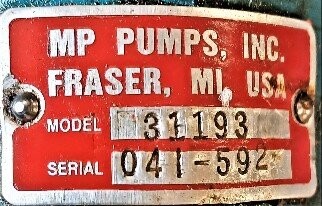 MP PUMPS, INC.
FRASER, MI, USA
MODEL 31193
SERIAL 041-592